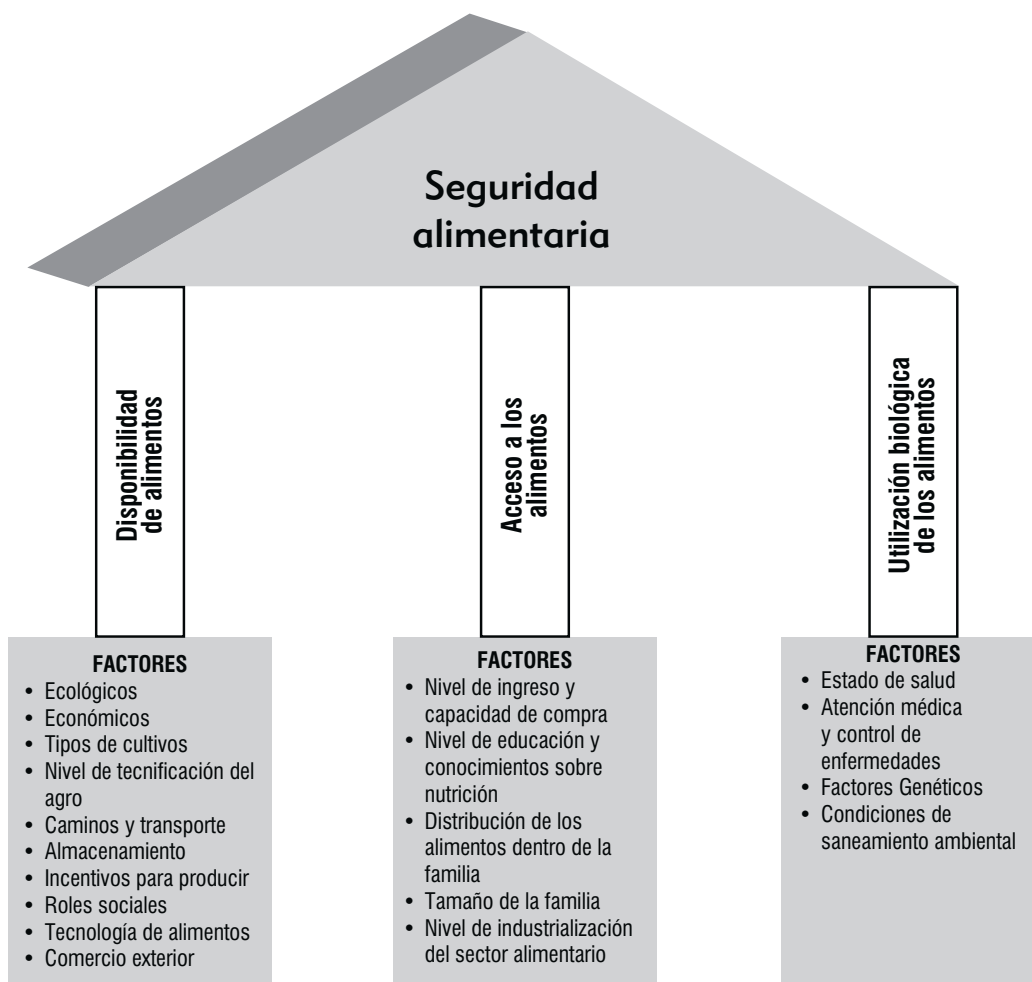 Seguridad
alimentaria
Disponibilidad
de alimentos
Acceso a los
alimentos
Utilización biológica
de los alimentos
FACTORES
• Ecológicos
• Económicos
• Tipos de cultivos
• Nivel de tecnificación del
agro
• Caminos y transporte
• Almacenamiento
• Incentivos para producir
• Roles sociales
• Tecnología de alimentos
• Comercio exterior
FACTORES
• Nivel de ingreso y
capacidad de compra
• Nivel de educación y
conocimientos sobre
nutrición
• Distribución de los
alimentos dentro de la
familia
• Tamaño de la familia
• Nivel de industrialización
del sector alimentario
FACTORES
• Estado de salud
• Atención médica
y control de
enfermedades
• Factores Genéticos
• Condiciones de
saneamiento ambiental